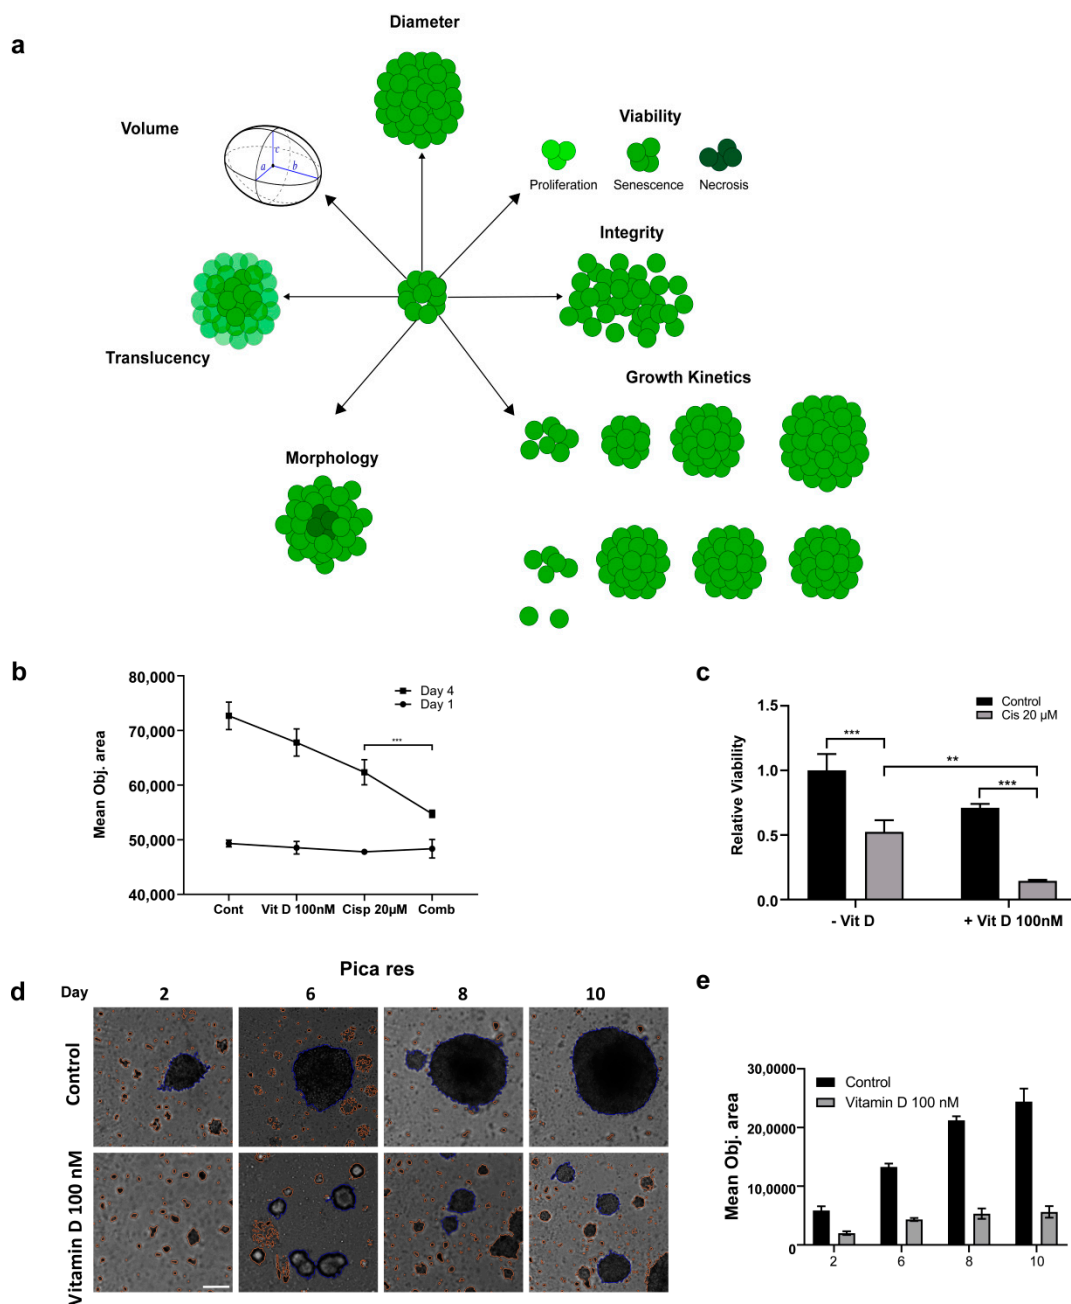 a
Diameter
Volume
a
b
c
Viability
Proliferation
Senescence
Necrosis
Integrity
Translucency
Growth Kinetics
Morphology
b
80,000
70,000
60,000
50,000
40,000
Mean Obj. area
Day 4
Day 1
***
Cont
Vit D 100nM
Cisp 20μM
Comb
c
1.5
1.0
0.5
0.0
Relative Viability
Control
Cis 20 μM
***
**
***
- Vit D
+ Vit D 100nM
d
Pica res
Day
2
6
8
10
Control
Vitamin D 100 nM
e
30,0000
20,0000
10,0000
0
Mean Obj. area
Control
Vitamin D 100 nM
2
6
8
10